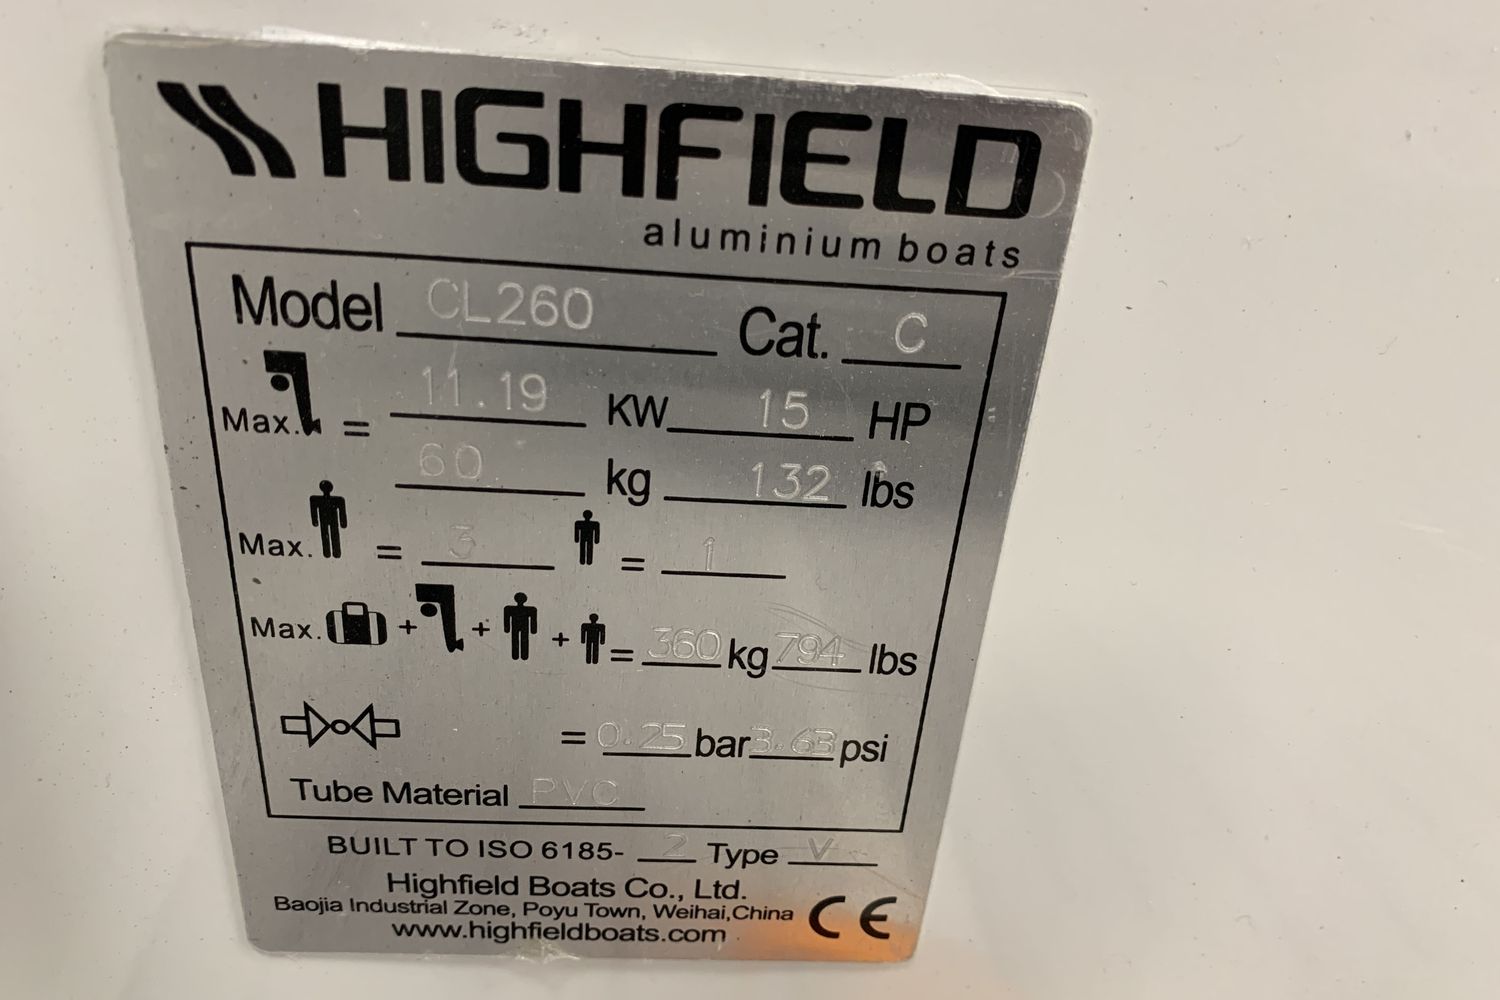 HIGHFIELD
aluminium boats
Model CL260 Cat. C
Max. = 11.19 KW 15 HP
60 kg 132 lbs
Max. = 3 = 1
Max. + + + = 360 kg 794 lbs
= 0.25 bar 3.63 psi
Tube Material PVC
BUILT TO ISO 6185- 2 Type V
Highfield Boats Co., Ltd.
Baojia Industrial Zone, Poyu Town, Weihai,China
www.highfieldboats.com
CE